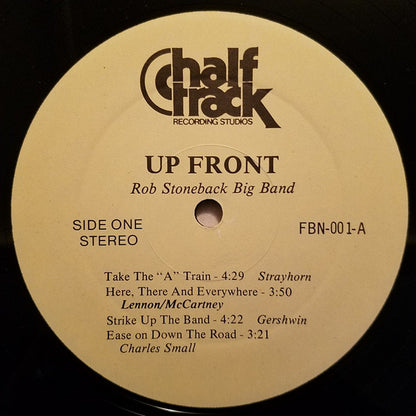 half
track
RECORDING STUDIOS
UP FRONT
Rob Stoneback Big Band
SIDE ONE
STEREO
FBN-001-A
Take The "A" Train - 4:29 Strayhorn
Here, There And Everywhere - 3:50
Lennon/McCartney
Strike Up The Band - 4:22 Gershwin
Ease on Down The Road - 3:21
Charles Small